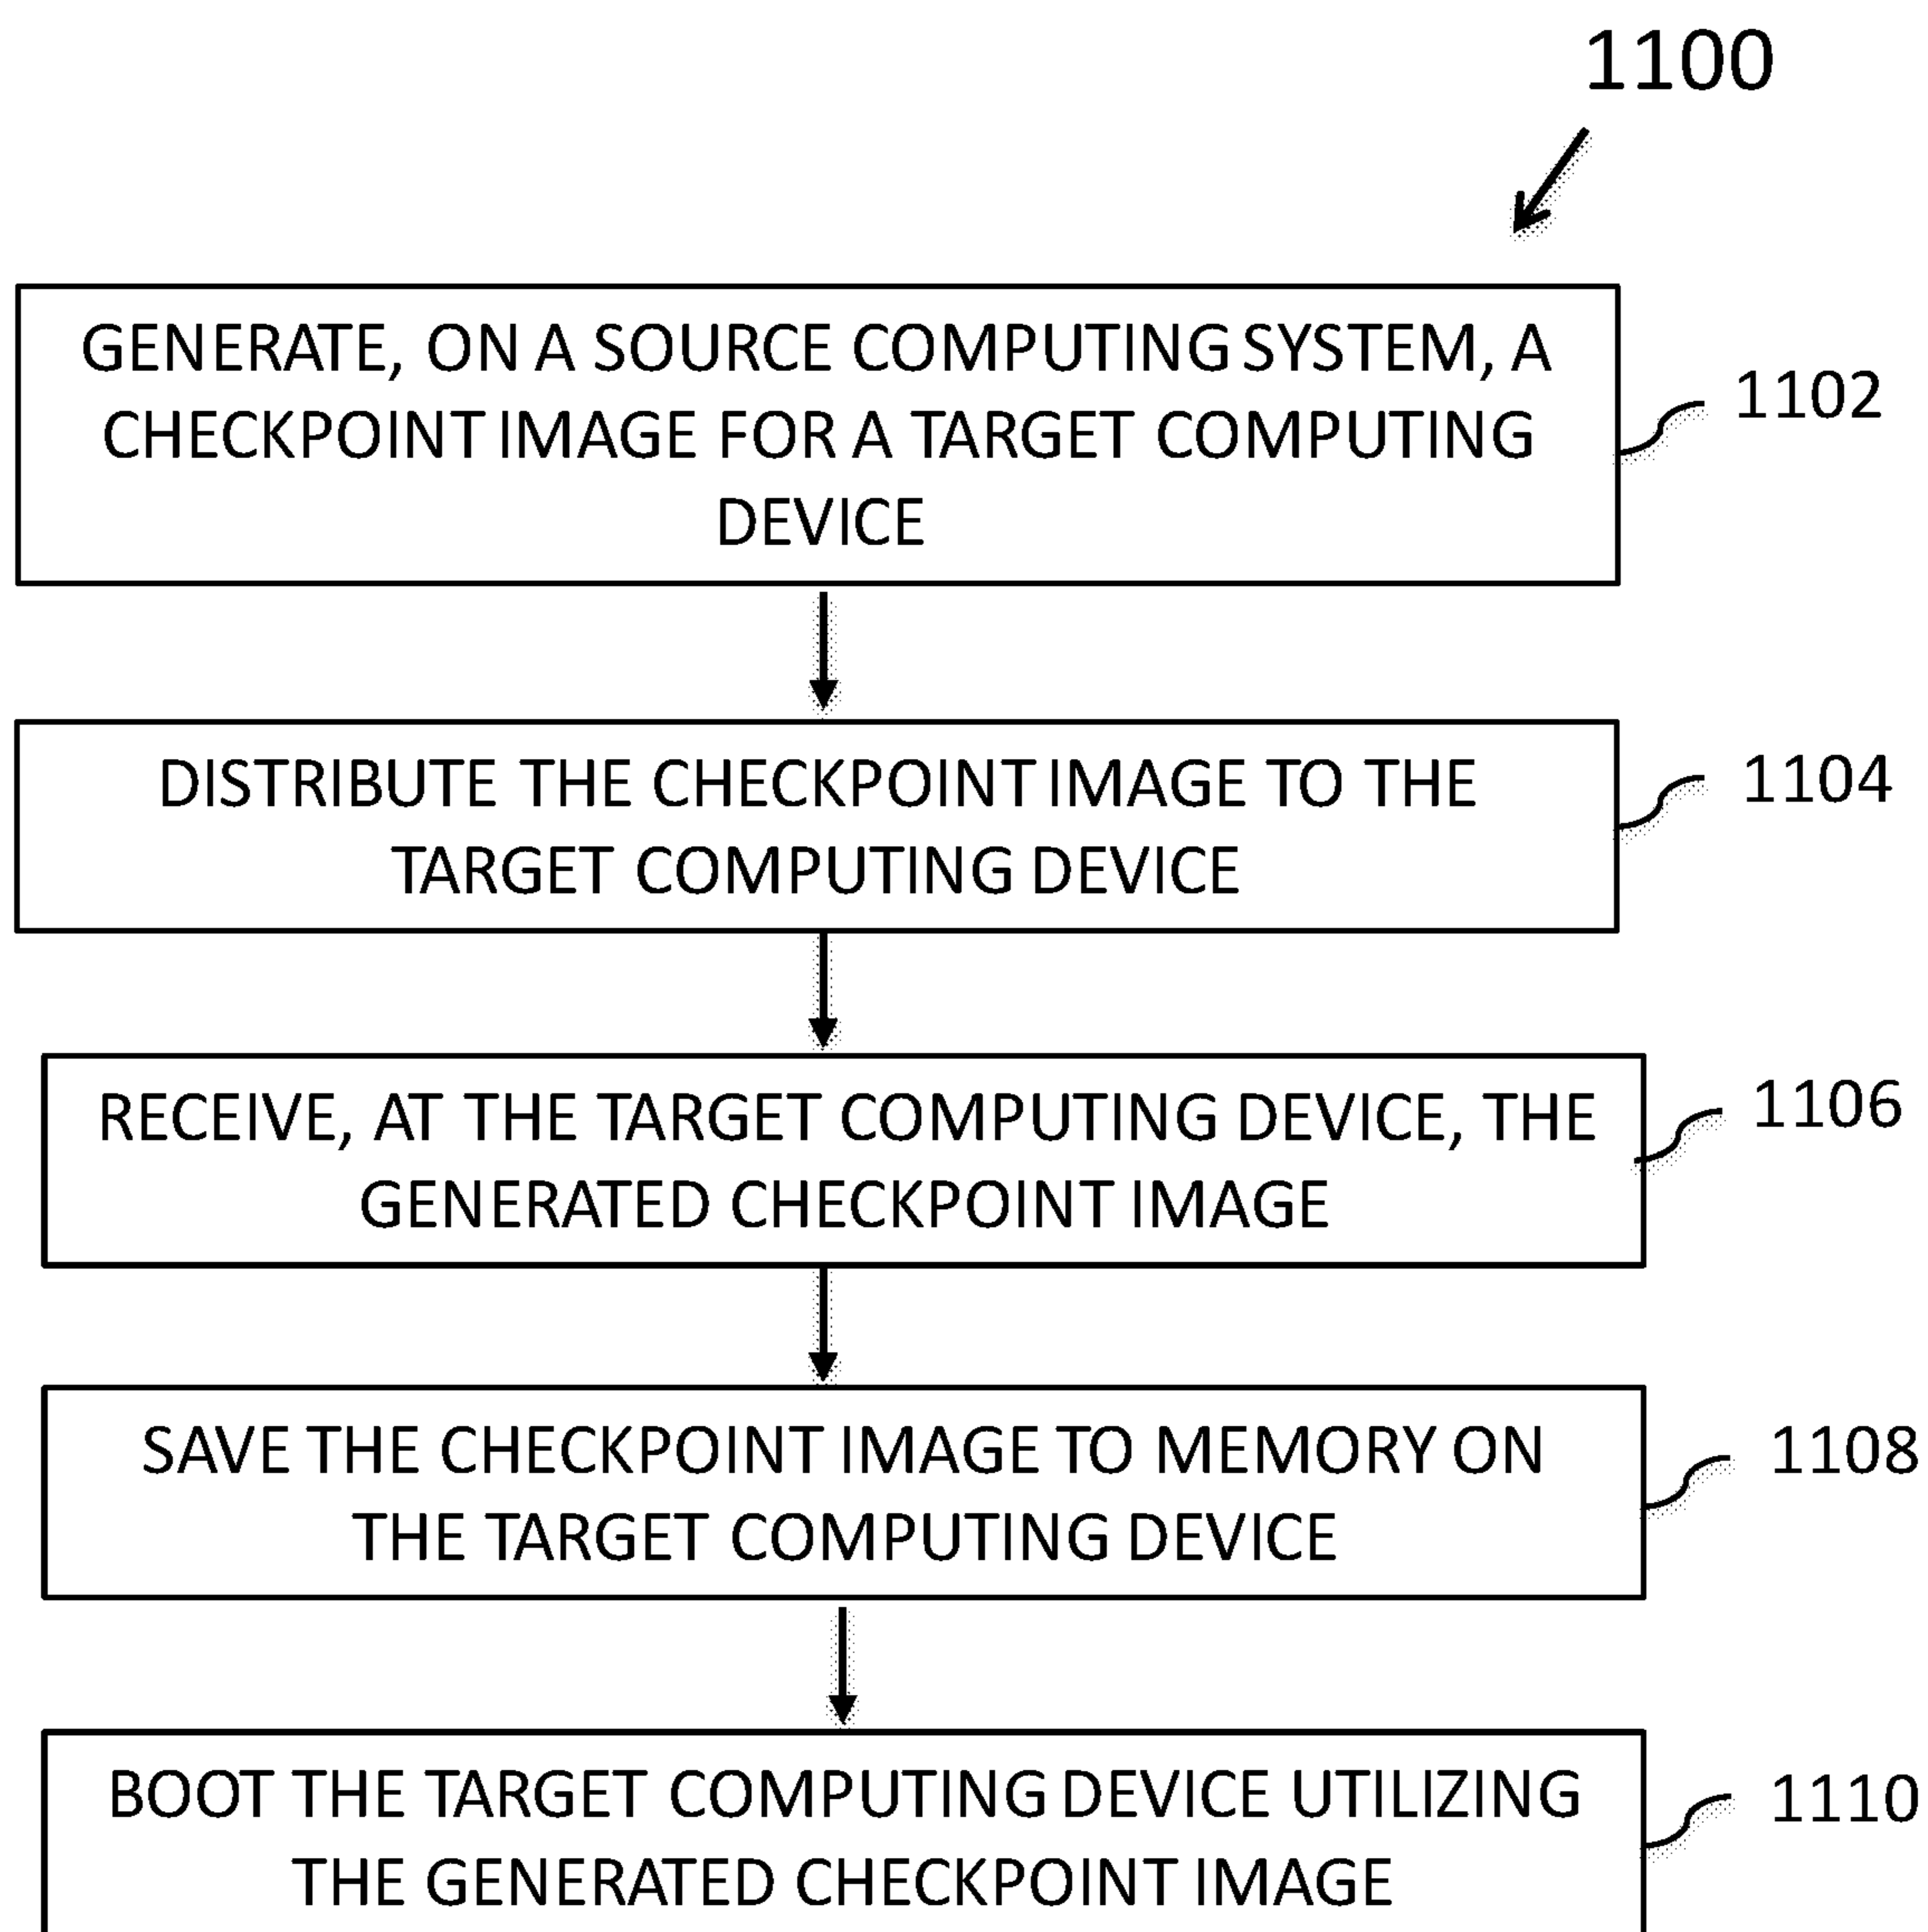 1100
GENERATE, ON A SOURCE COMPUTING SYSTEM, A
CHECKPOINT IMAGE FOR A TARGET COMPUTING
DEVICE
1102
DISTRIBUTE THE CHECKPOINT IMAGE TO THE
TARGET COMPUTING DEVICE
1104
RECEIVE, AT THE TARGET COMPUTING DEVICE, THE
GENERATED CHECKPOINT IMAGE
1106
SAVE THE CHECKPOINT IMAGE TO MEMORY ON
THE TARGET COMPUTING DEVICE
1108
BOOT THE TARGET COMPUTING DEVICE UTILIZING
THE GENERATED CHECKPOINT IMAGE
1110